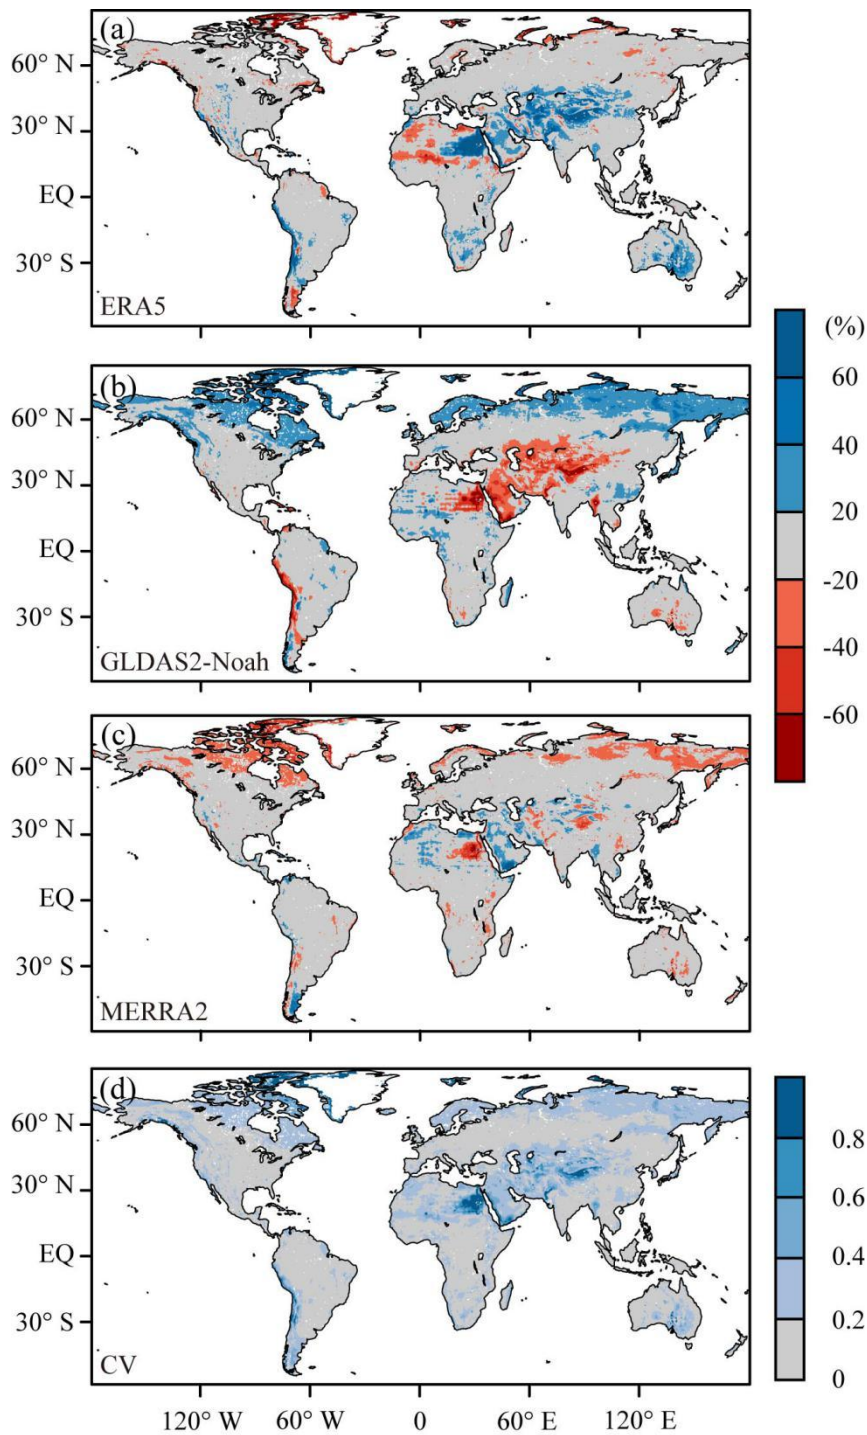 (a)
60° N
30° N
EQ
30° S
ERA5
(%)
60
40
20
-20
-40
-60
(b)
60° N
30° N
EQ
30° S
GLDAS2-Noah
(c)
60° N
30° N
EQ
30° S
MERRA2
(d)
60° N
30° N
EQ
30° S
CV
0.8
0.6
0.4
0.2
0
120° W 60° W 0 60° E 120° E